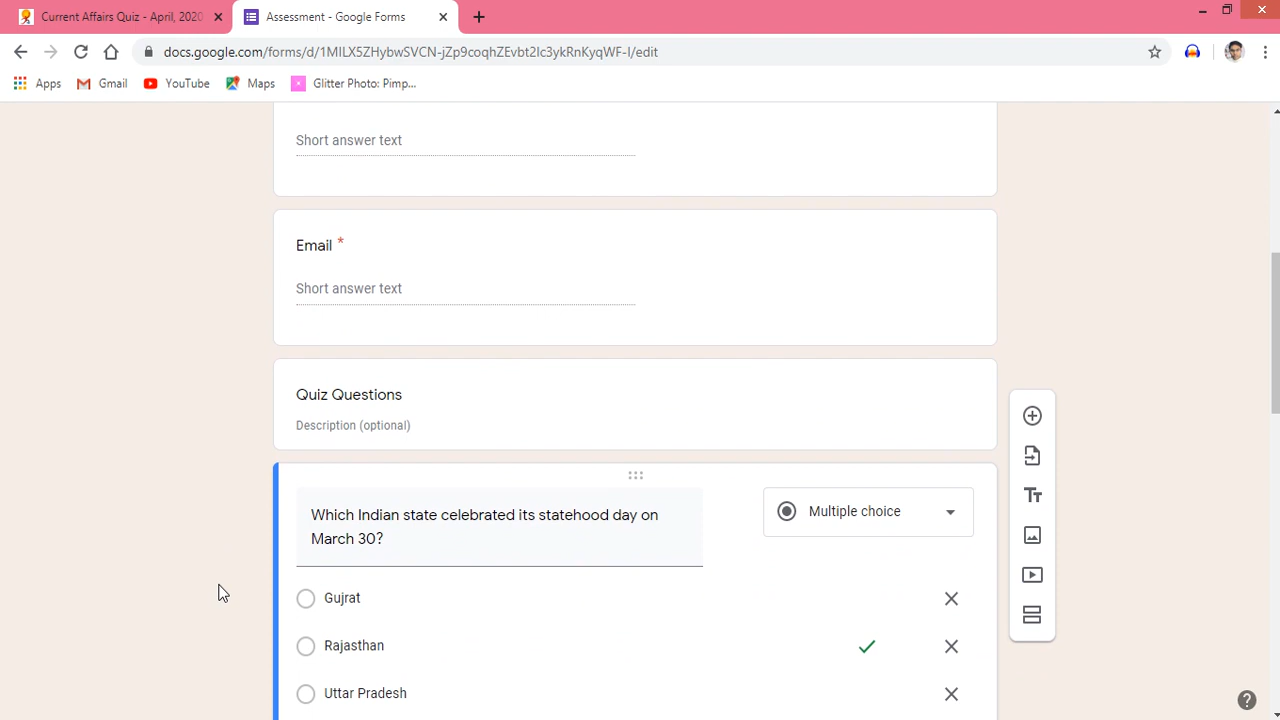 Current Affairs Quiz - April, 2020
Assessment - Google Forms
docs.google.com/forms/d/1MILX5ZHybwSVCN-jZp9coqhZEvbt2Ic3ykRnKyqWF-I/edit
Apps Gmail YouTube Maps Glitter Photo: Pimp...
Short answer text
Email *
Short answer text
Quiz Questions
Description (optional)
Which Indian state celebrated its statehood day on
March 30?
Multiple choice
Gujrat
Rajasthan
Uttar Pradesh